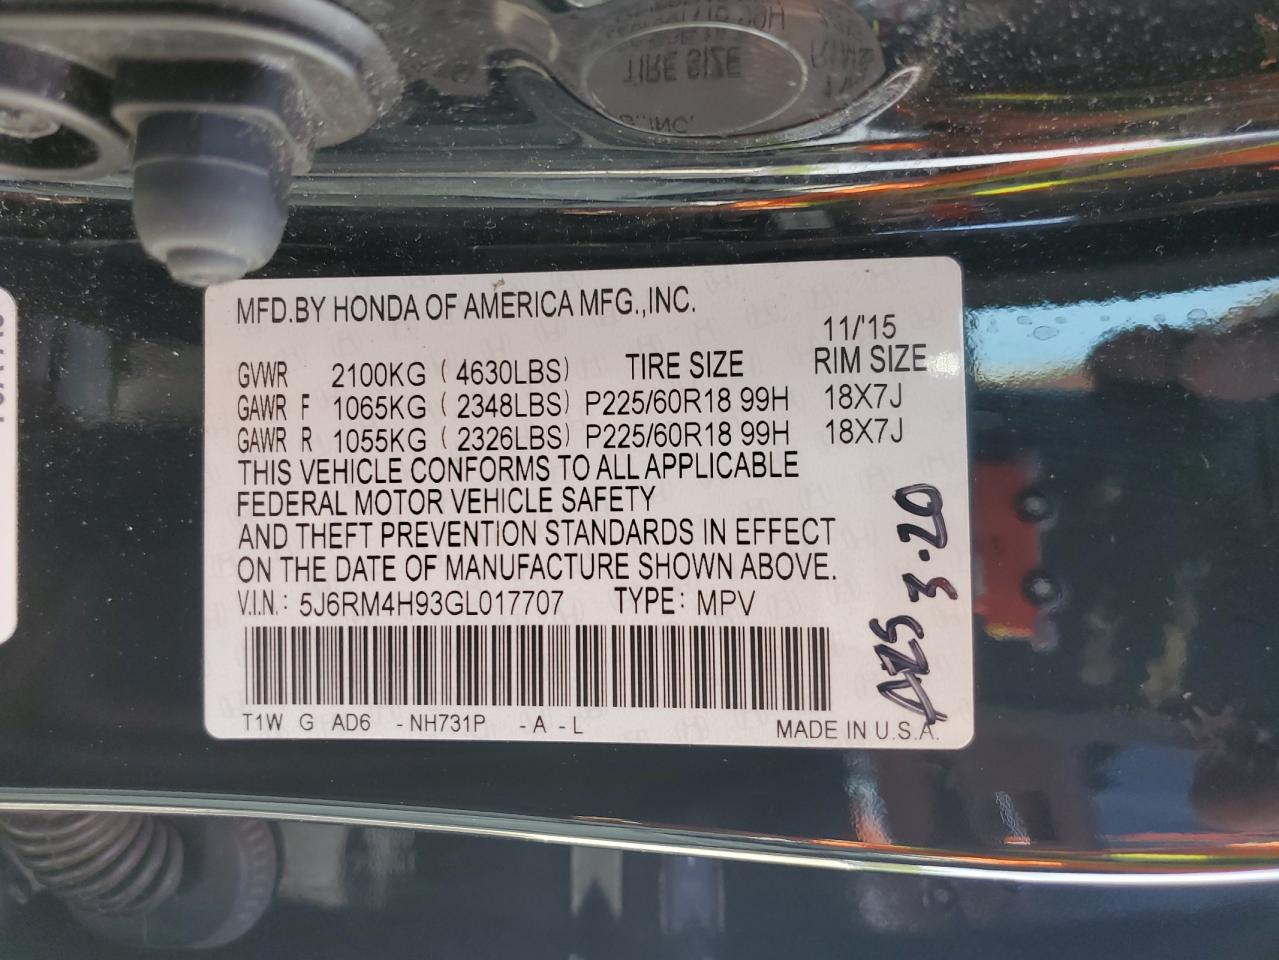 MFD.BY HONDA OF AMERICA MFG.,INC.
11/'15
GVWR 2100KG (4630LBS) TIRE SIZE RIM SIZE
GAWR F 1065KG (2348LBS) P225/60R18 99H 18X7J
GAWR R 1055KG (2326LBS) P225/60R18 99H 18X7J
THIS VEHICLE CONFORMS TO ALL APPLICABLE
FEDERAL MOTOR VEHICLE SAFETY
AND THEFT PREVENTION STANDARDS IN EFFECT
ON THE DATE OF MANUFACTURE SHOWN ABOVE.
V.I.N.: 5J6RM4H93GL017707 TYPE: MPV
T1W G AD6 -NH731P -A-L MADE IN U.S.A.
AZS 3.20
TIRE SIZE